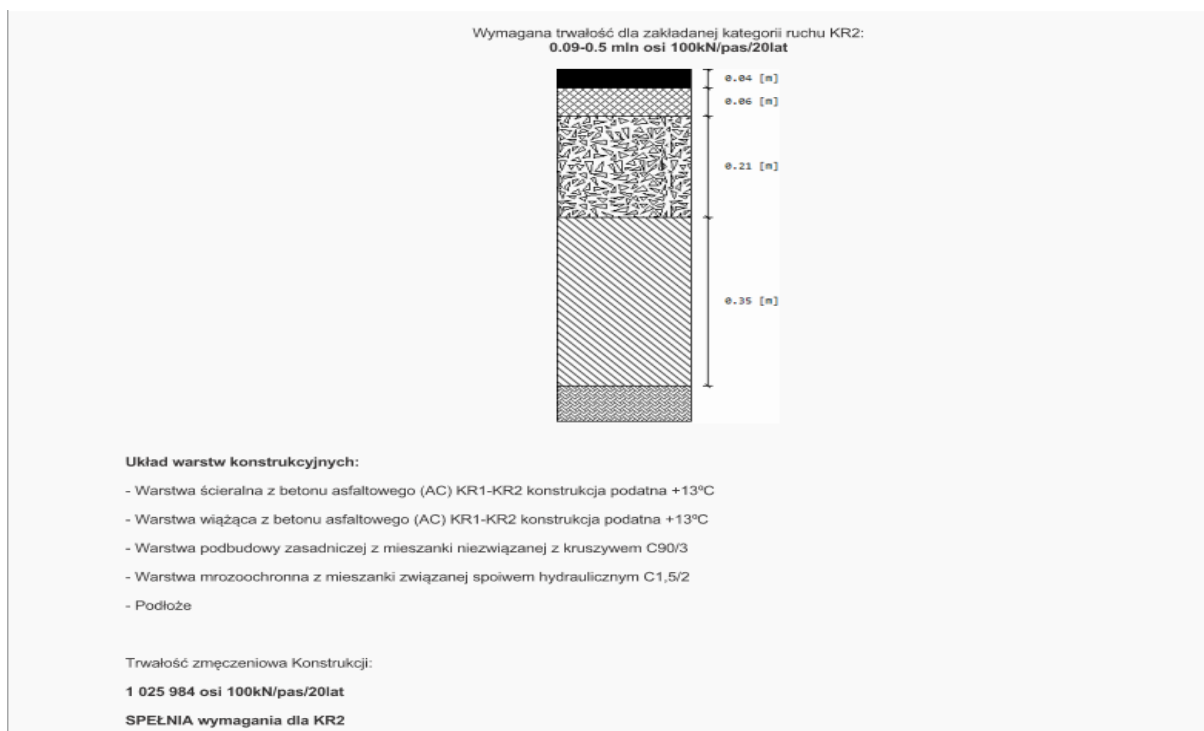 Wymagana trwałość dla zakładanej kategorii ruchu KR2:
0.09-0.5 mln osi 100kN/pas/20lat
0.04 [m]
0.06 [m]
0.21 [m]
0.35 [m]
Układ warstw konstrukcyjnych:
- Warstwa ścieralna z betonu asfaltowego (AC) KR1-KR2 konstrukcja podatna +13ºC
- Warstwa wiążąca z betonu asfaltowego (AC) KR1-KR2 konstrukcja podatna +13ºC
- Warstwa podbudowy zasadniczej z mieszanki niezwiązanej z kruszywem C90/3
- Warstwa mrozoochronna z mieszanki związanej spoiwem hydraulicznym C1,5/2
- Podłoże
Trwałość zmęczeniowa Konstrukcji:
1 025 984 osi 100kN/pas/20lat
SPEŁNIA wymagania dla KR2